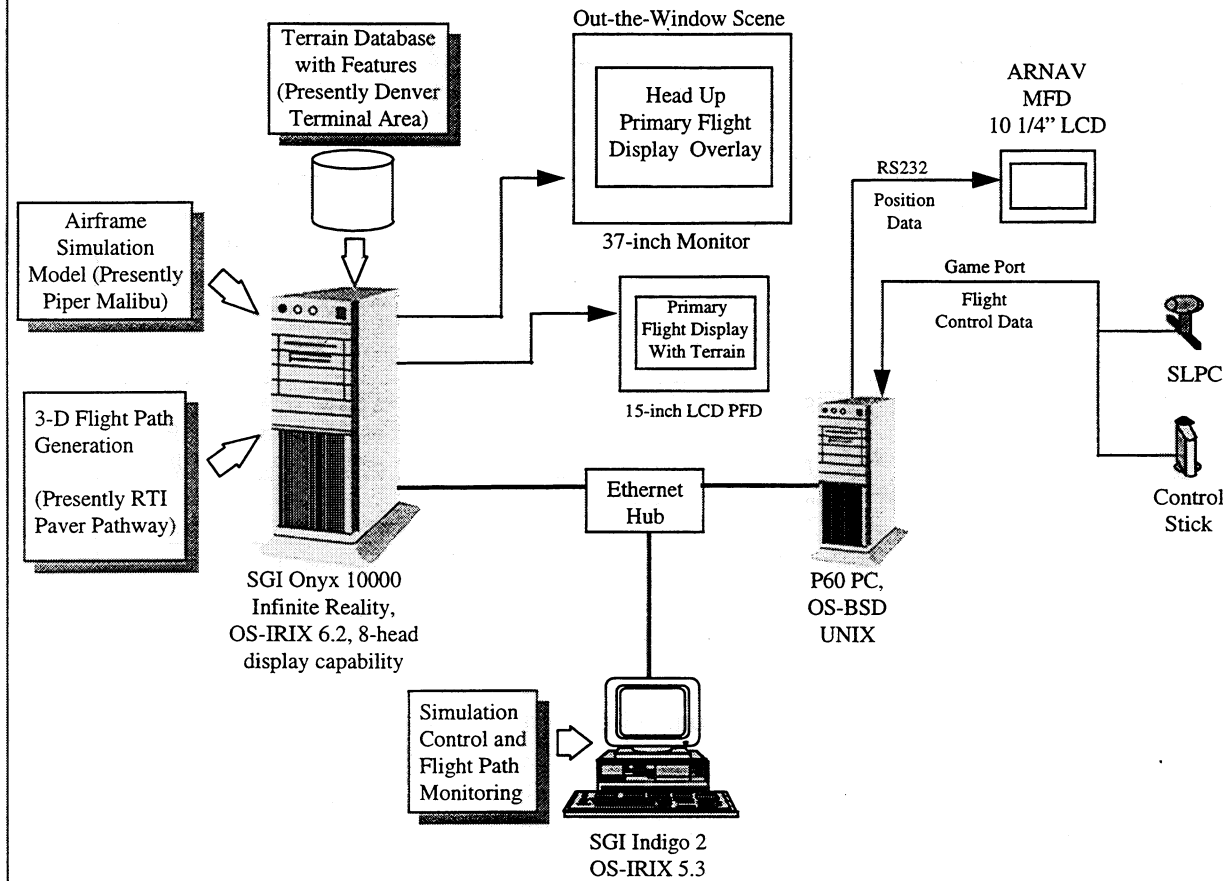 Out-the-Window Scene
Terrain Database
with Features
(Presently Denver
Terminal Area)
Head Up
Primary Flight
Display Overlay
37-inch Monitor
ARNAV
MFD
10 1/4” LCD
RS232
Position
Data
Airframe
Simulation
Model (Presently
Piper Malibu)
Primary
Flight Display
With Terrain
15-inch LCD PFD
Game Port
Flight
Control Data
SLPC
Control
Stick
3-D Flight Path
Generation
(Presently RTI
Paver Pathway)
Ethernet
Hub
SGI Onyx 10000
Infinite Reality,
OS-IRIX 6.2, 8-head
display capability
P60 PC,
OS-BSD
UNIX
Simulation
Control and
Flight Path
Monitoring
SGI Indigo 2
OS-IRIX 5.3